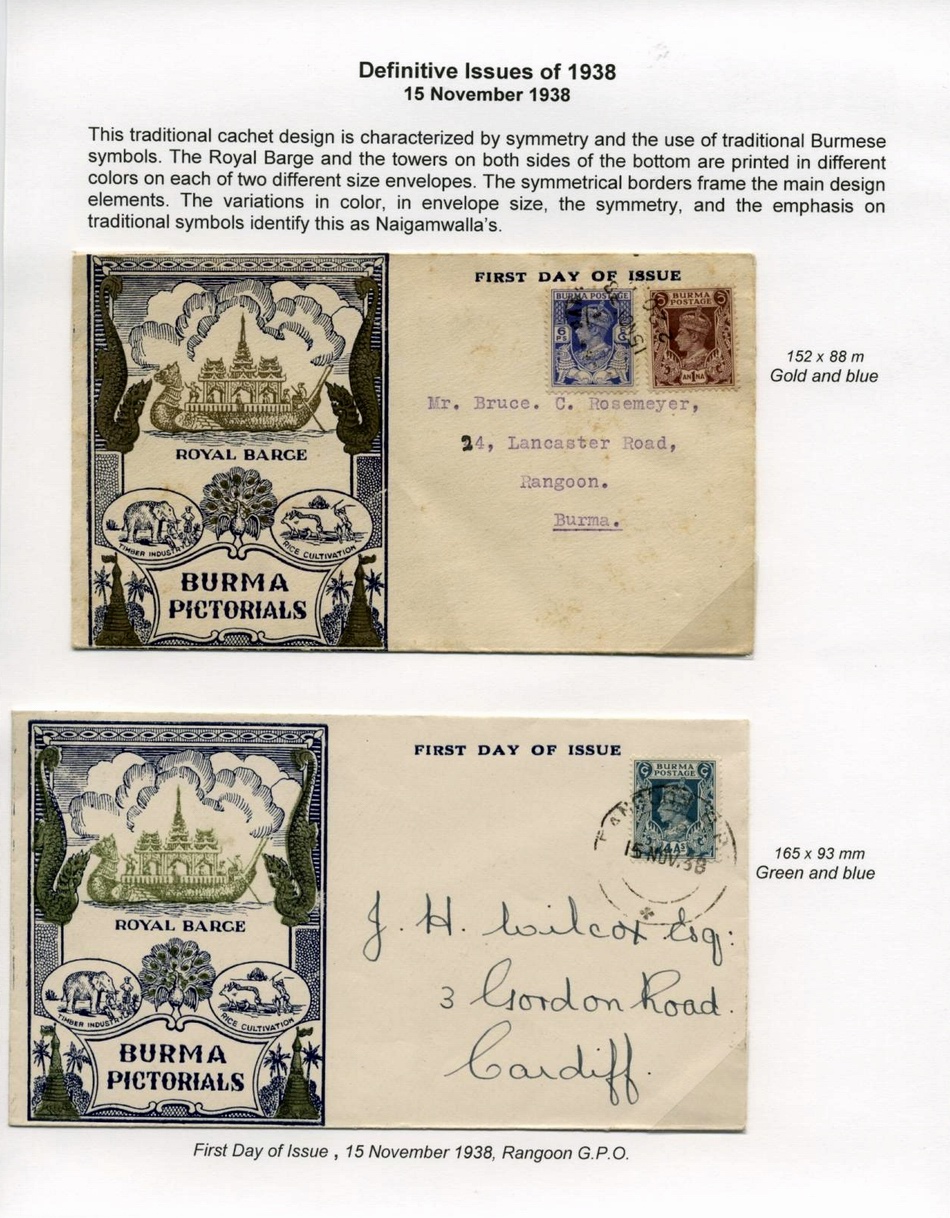 Definitive Issues of 1938
15 November 1938
This traditional cachet design is characterized by symmetry and the use of traditional Burmese
symbols. The Royal Barge and the towers on both sides of the bottom are printed in different
colors on each of two different size envelopes. The symmetrical borders frame the main design
elements. The variations in color, in envelope size, the symmetry, and the emphasis on
traditional symbols identify this as Naigamwalla's.
FIRST DAY OF ISSUE
BURMA POSTAGE
6 PS
BURMA
POSTAGE
1 ANNA
152 x 88 m
Gold and blue
Mr. Bruce. C. Rosemeyer,
24, Lancaster Road,
Rangoon.
Burma.
ROYAL BARGE
TIMBER INDUSTRY
RICE CULTIVATION
BURMA
PICTORIALS
FIRST DAY OF ISSUE
BURMA
POSTAGE
4 AS
15 NOV. 38
165 x 93 mm
Green and blue
J. H. Wilcox Esq:
3 Gordon Road.
Cardiff.
ROYAL BARGE
TIMBER INDUSTRY
RICE CULTIVATION
BURMA
PICTORIALS
First Day of Issue , 15 November 1938, Rangoon G.P.O.